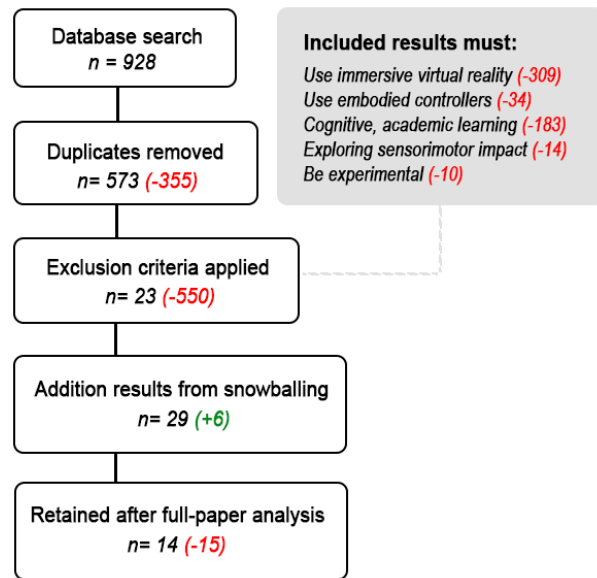 Database search
n = 928
Included results must:
Use immersive virtual reality (-309)
Use embodied controllers (-34)
Cognitive, academic learning (-183)
Exploring sensorimotor impact (-14)
Be experimental (-10)
Duplicates removed
n= 573 (-355)
Exclusion criteria applied
n= 23 (-550)
Addition results from snowballing
n= 29 (+6)
Retained after full-paper analysis
n= 14 (-15)